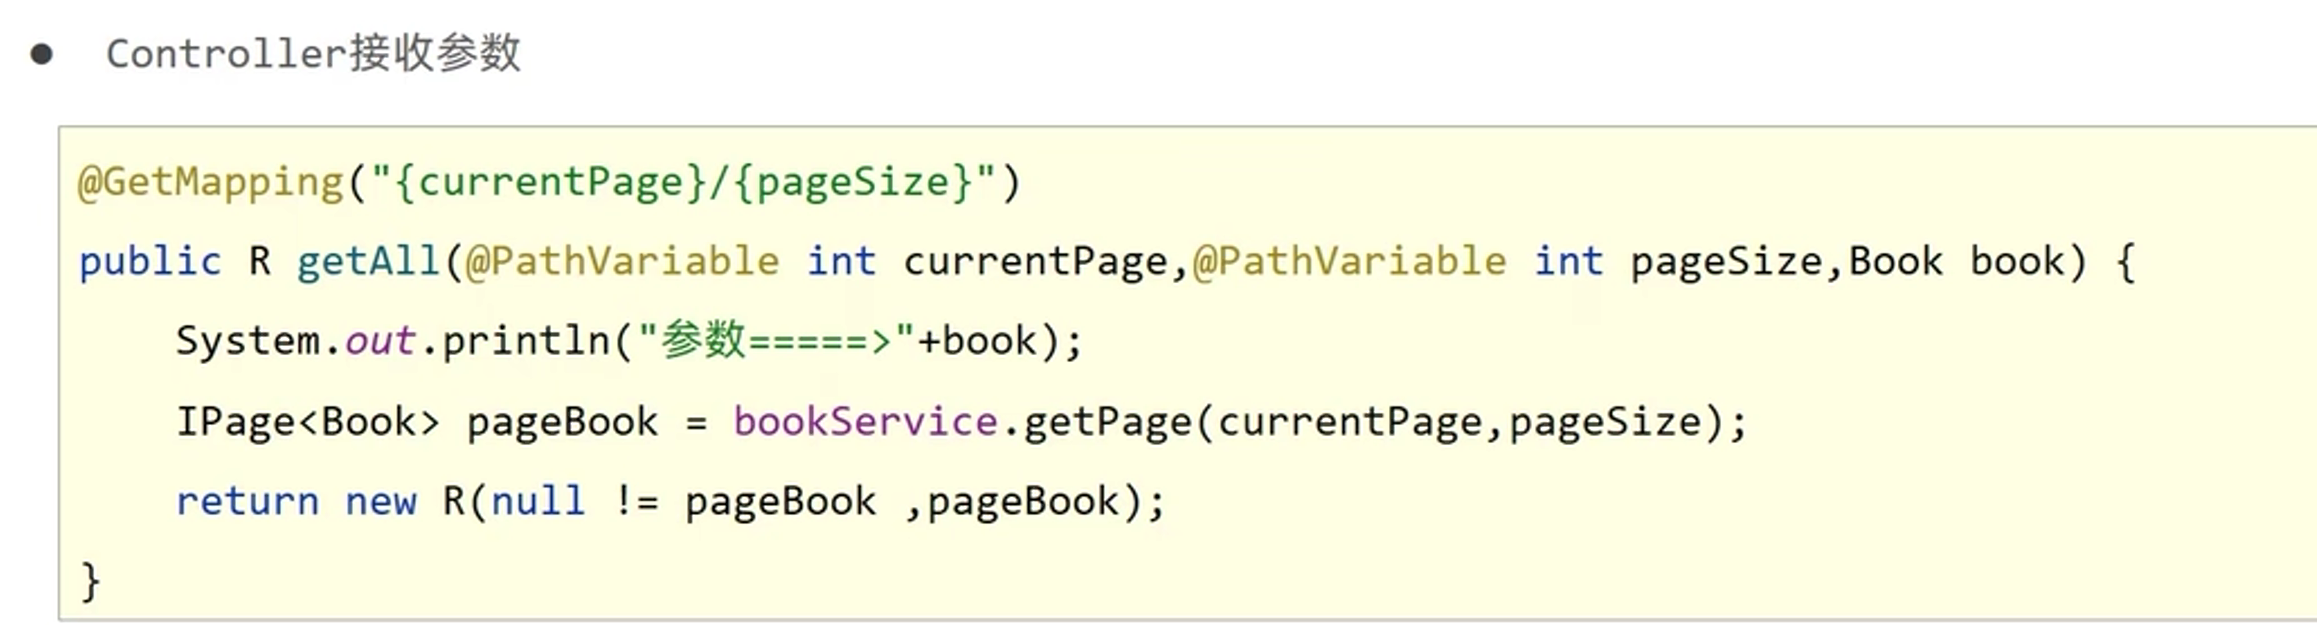 ● Controller接收参数
@GetMapping("{currentPage}/{pageSize}")
public R getAll(@PathVariable int currentPage,@PathVariable int pageSize,Book book) {
    System.out.println("参数=====>"+book);
    IPage<Book> pageBook = bookService.getPage(currentPage,pageSize);
    return new R(null != pageBook ,pageBook);
}